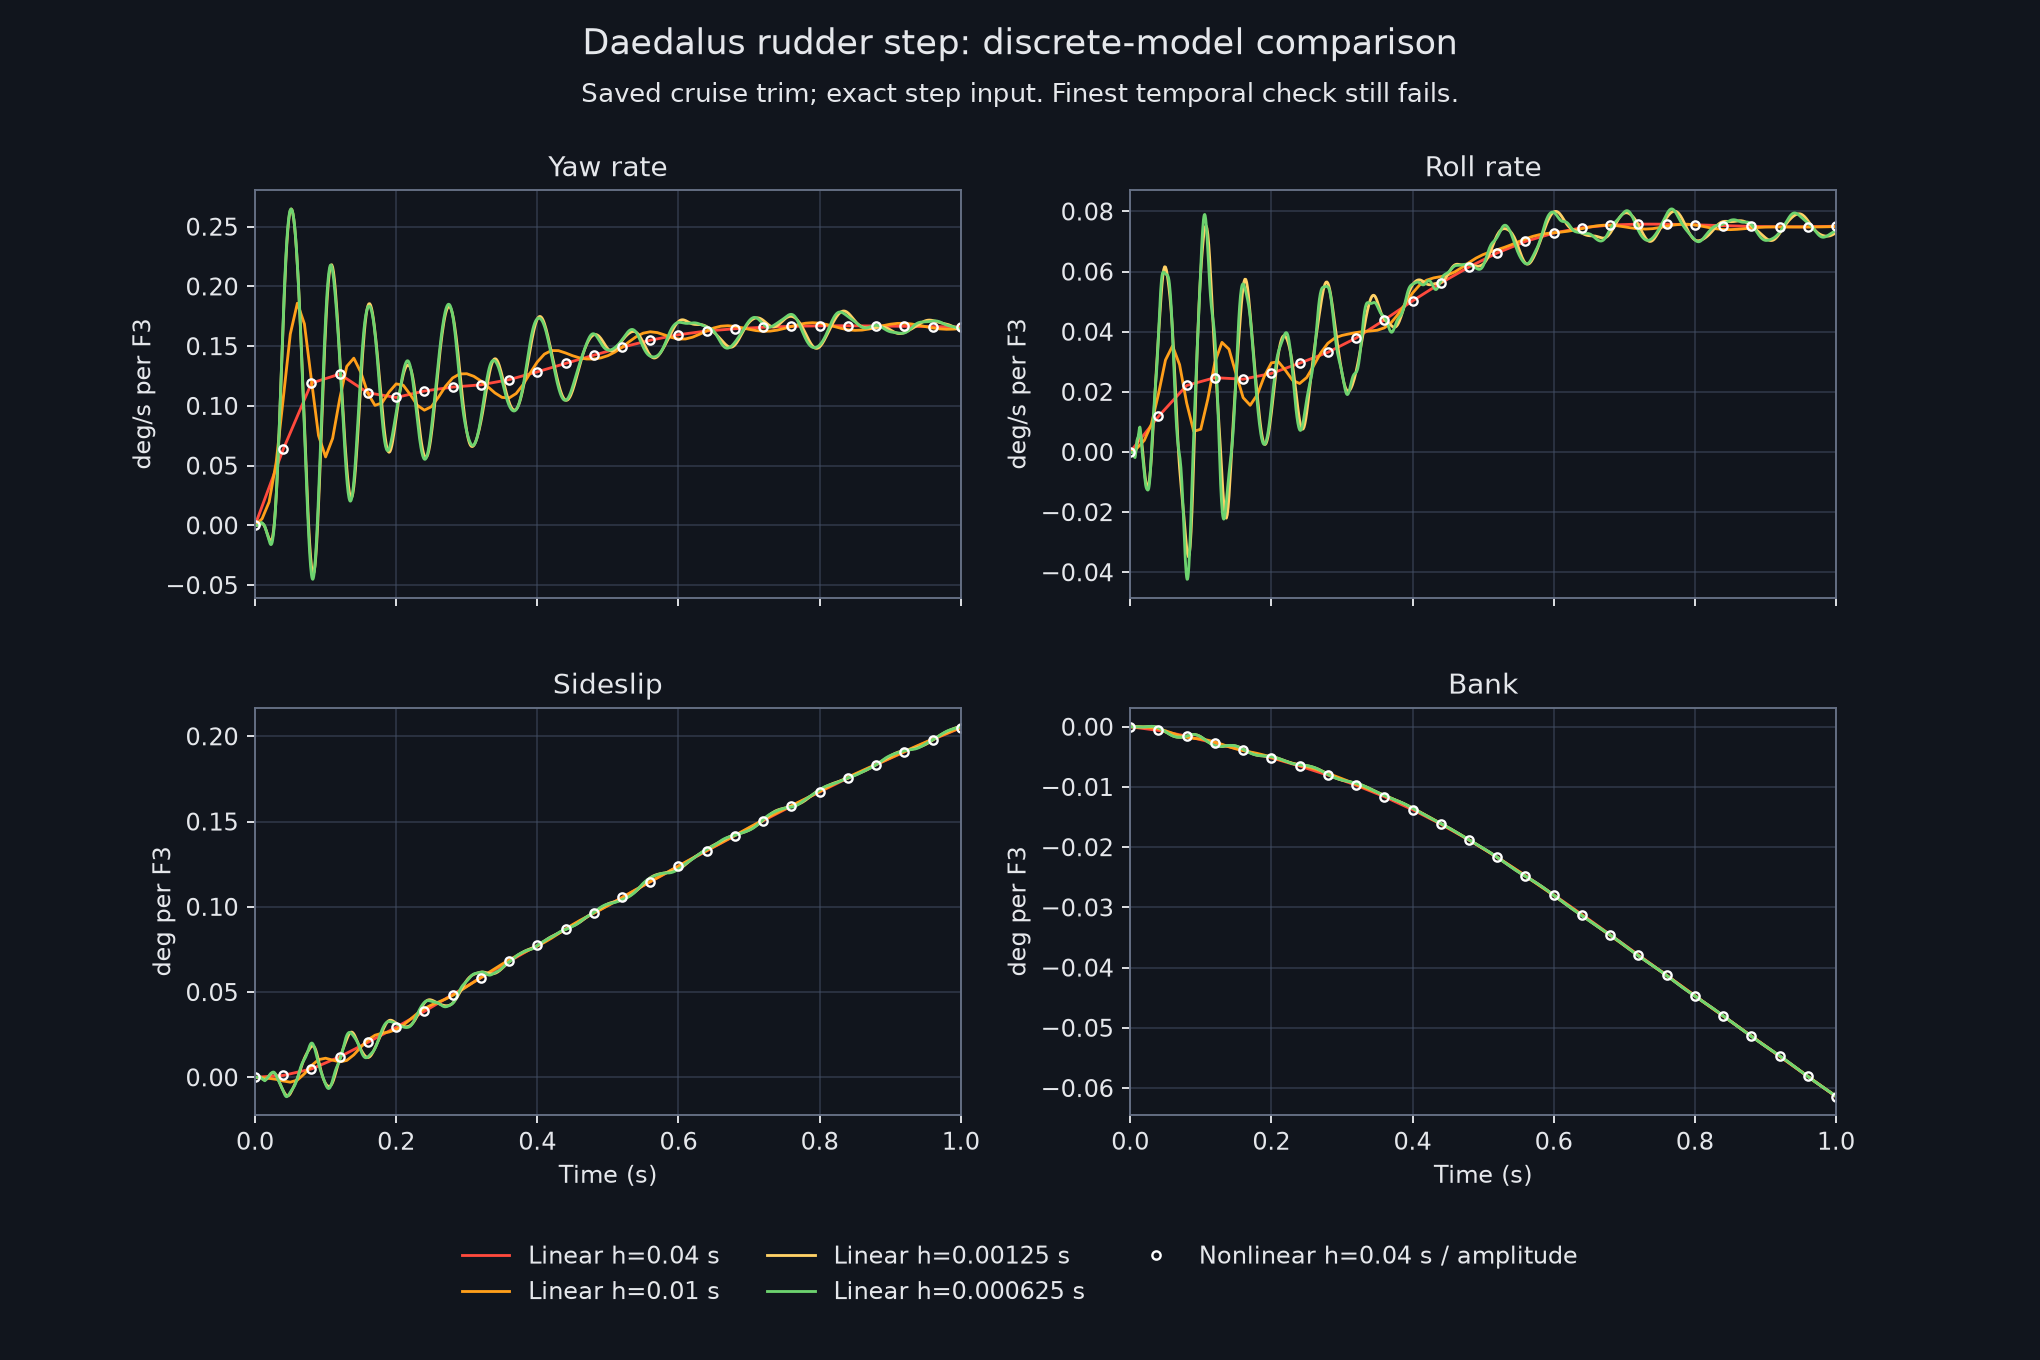 Daedalus rudder step: discrete-model comparison
Saved cruise trim; exact step input. Finest temporal check still fails.
Yaw rate
deg/s per F3
0.25
0.20
0.15
0.10
0.05
0.00
−0.05
Roll rate
deg/s per F3
0.08
0.06
0.04
0.02
0.00
−0.02
−0.04
Sideslip
deg per F3
0.20
0.15
0.10
0.05
0.00
0.0 0.2 0.4 0.6 0.8 1.0
Time (s)
Bank
deg per F3
0.00
−0.01
−0.02
−0.03
−0.04
−0.05
−0.06
0.0 0.2 0.4 0.6 0.8 1.0
Time (s)
Linear h=0.04 s
Linear h=0.01 s
Linear h=0.00125 s
Linear h=0.000625 s
Nonlinear h=0.04 s / amplitude